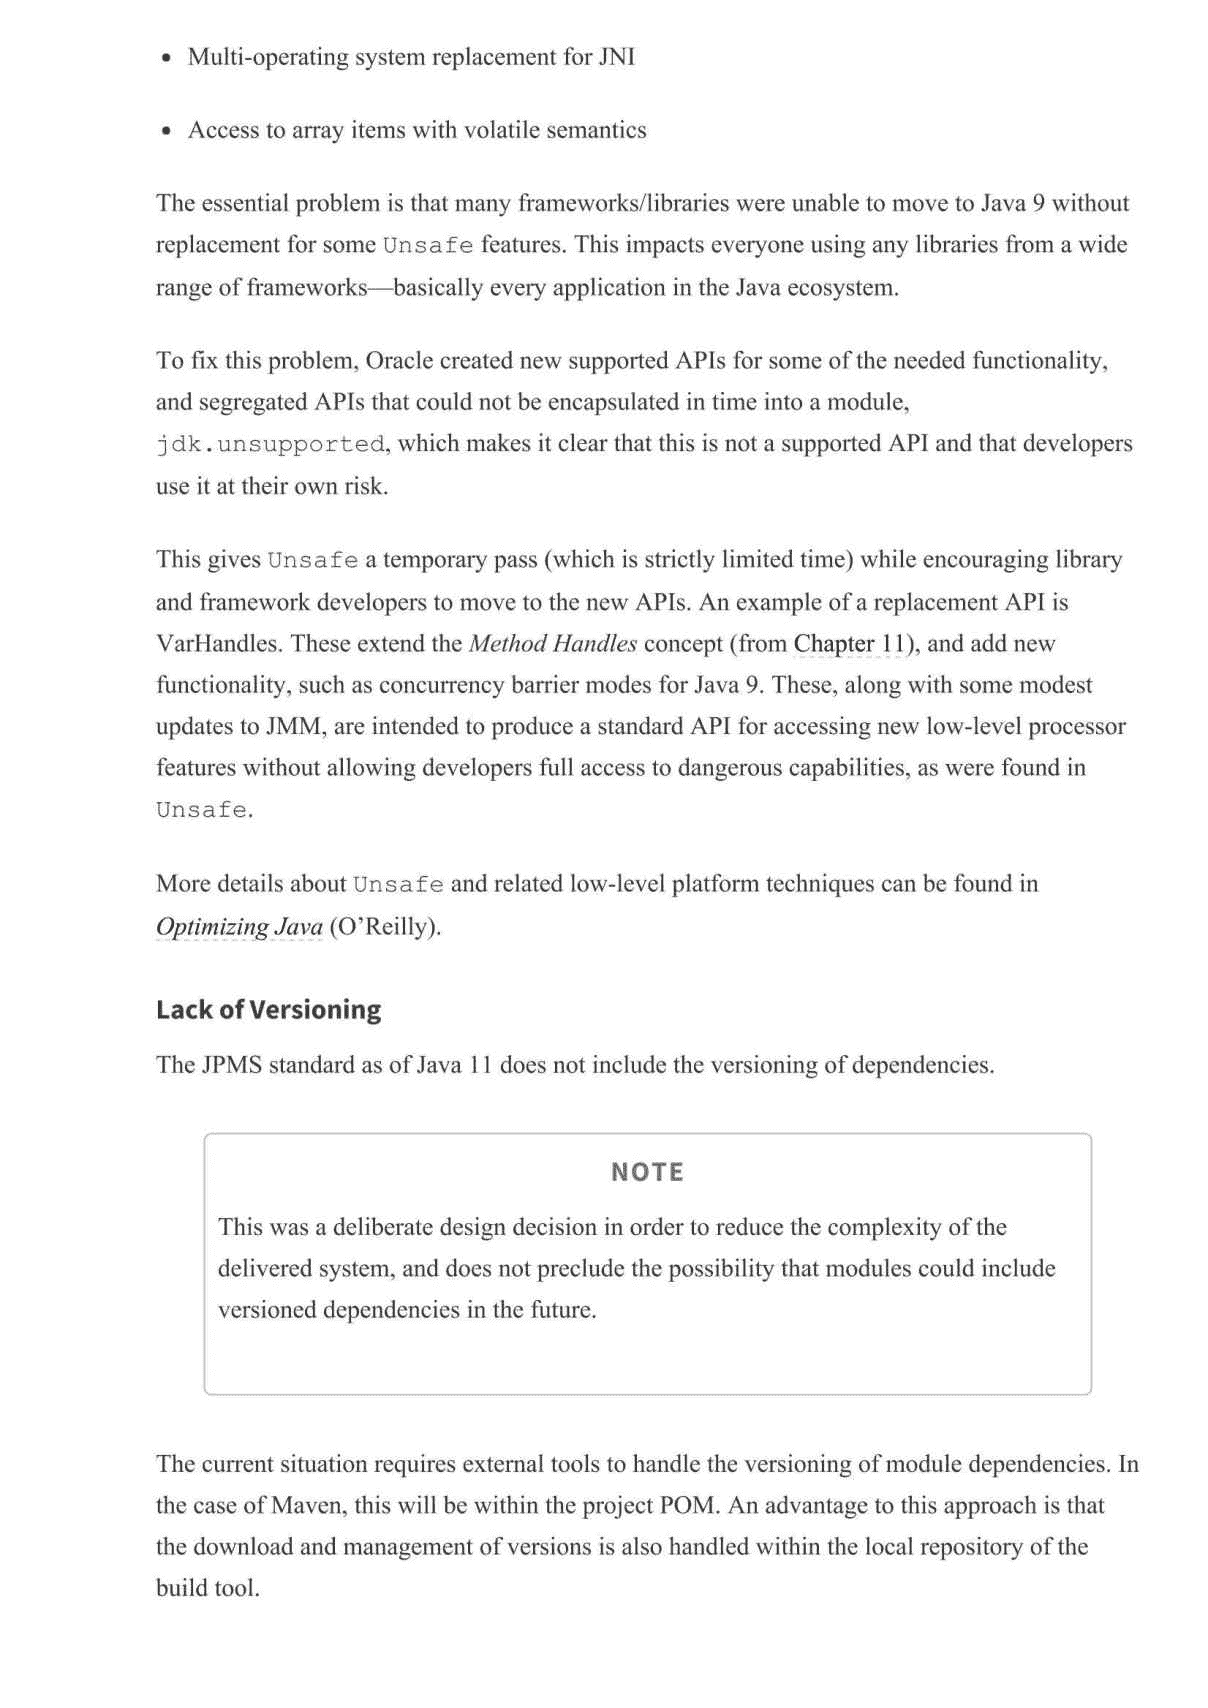 • Multi-operating system replacement for JNI
• Access to array items with volatile semantics
The essential problem is that many frameworks/libraries were unable to move to Java 9 without
replacement for some Unsafe features. This impacts everyone using any libraries from a wide
range of frameworks—basically every application in the Java ecosystem.
To fix this problem, Oracle created new supported APIs for some of the needed functionality,
and segregated APIs that could not be encapsulated in time into a module,
jdk.unsupported, which makes it clear that this is not a supported API and that developers
use it at their own risk.
This gives Unsafe a temporary pass (which is strictly limited time) while encouraging library
and framework developers to move to the new APIs. An example of a replacement API is
VarHandles. These extend the Method Handles concept (from Chapter 11), and add new
functionality, such as concurrency barrier modes for Java 9. These, along with some modest
updates to JMM, are intended to produce a standard API for accessing new low-level processor
features without allowing developers full access to dangerous capabilities, as were found in
Unsafe.
More details about Unsafe and related low-level platform techniques can be found in
Optimizing Java (O’Reilly).
Lack of Versioning
The JPMS standard as of Java 11 does not include the versioning of dependencies.
NOTE
This was a deliberate design decision in order to reduce the complexity of the
delivered system, and does not preclude the possibility that modules could include
versioned dependencies in the future.
The current situation requires external tools to handle the versioning of module dependencies. In
the case of Maven, this will be within the project POM. An advantage to this approach is that
the download and management of versions is also handled within the local repository of the
build tool.